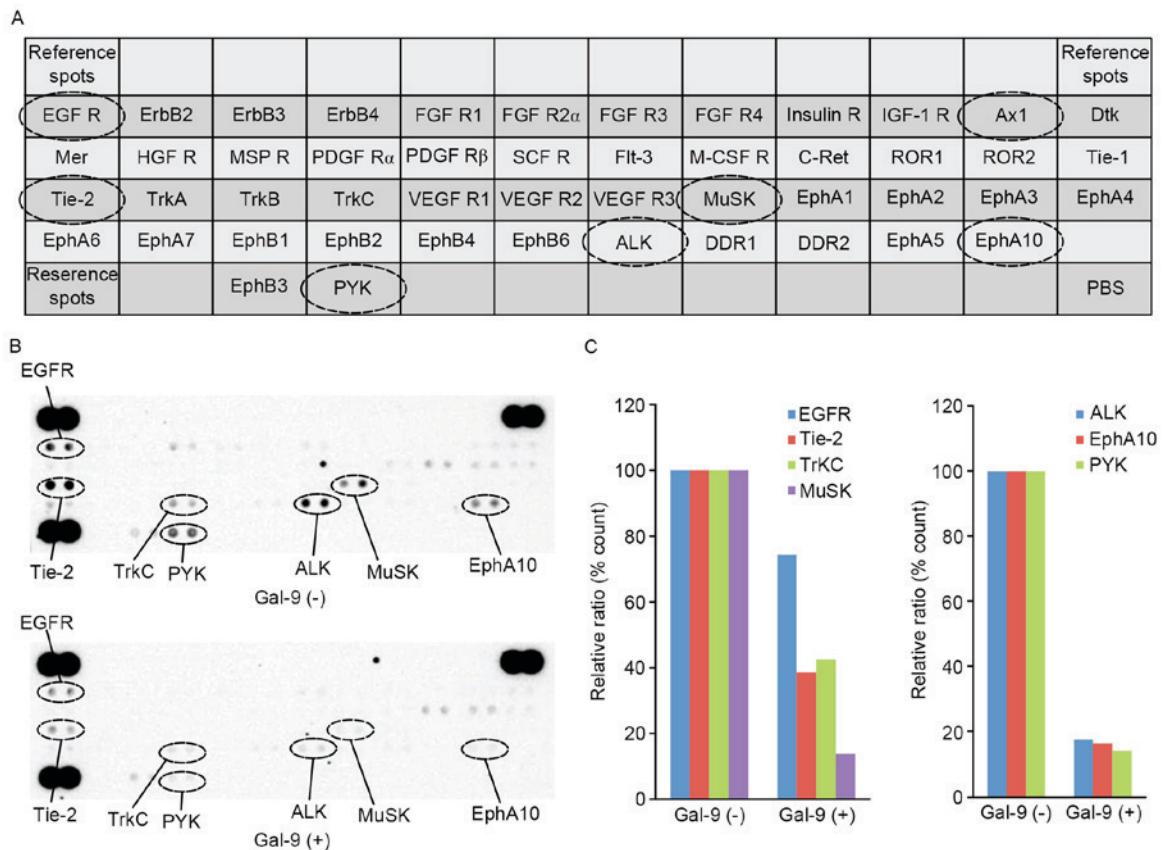 A
Reference spots
Reference spots
EGF R ErbB2 ErbB3 ErbB4 FGF R1 FGF R2α FGF R3 FGF R4 Insulin R IGF-1 R Ax1 Dtk
Mer HGF R MSP R PDGF Rα PDGF Rβ SCF R Flt-3 M-CSF R C-Ret ROR1 ROR2 Tie-1
Tie-2 TrkA TrkB TrkC VEGF R1 VEGF R2 VEGF R3 MuSK EphA1 EphA2 EphA3 EphA4
EphA6 EphA7 EphB1 EphB2 EphB4 EphB6 ALK DDR1 DDR2 EphA5 EphA10
Reserence spots
EphB3 PYK PBS
B
EGFR
Tie-2 TrkC PYK ALK MuSK EphA10
Gal-9 (-)
EGFR
Tie-2 TrkC PYK ALK MuSK EphA10
Gal-9 (+)
C
Relative ratio (% count)
120
100
80
60
40
20
0
EGFR
Tie-2
TrKC
MuSK
Gal-9 (-) Gal-9 (+)
Relative ratio (% count)
120
100
80
60
40
20
0
ALK
EphA10
PYK
Gal-9 (-) Gal-9 (+)